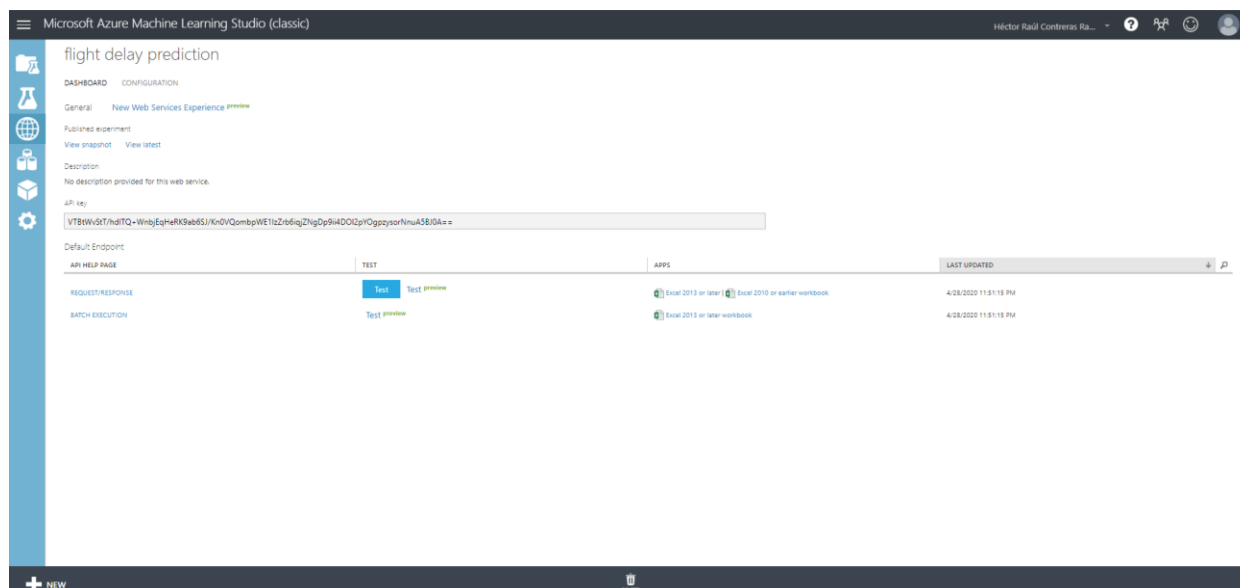 Microsoft Azure Machine Learning Studio (classic)
Héctor Raúl Contreras Ra...
flight delay prediction
DASHBOARD CONFIGURATION
General New Web Services Experience preview
Published experiment
View snapshot View latest
Description
No description provided for this web service.
API key
Default Endpoint
API HELP PAGE TEST APPS LAST UPDATED
REQUEST/RESPONSE Test Test preview Excel 2013 or later | Excel 2010 or earlier workbook 4/28/2020 11:51:15 PM
BATCH EXECUTION Test preview Excel 2013 or later workbook 4/28/2020 11:51:15 PM
NEW